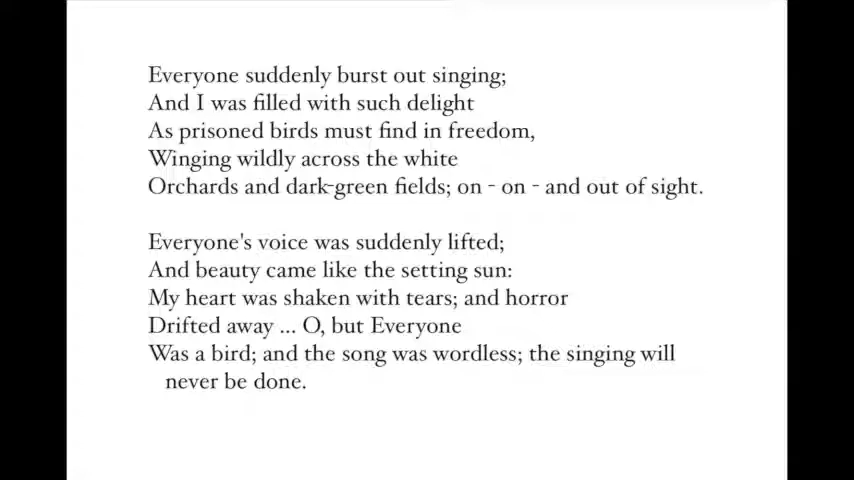 Everyone suddenly burst out singing;
And I was filled with such delight
As prisoned birds must find in freedom,
Winging wildly across the white
Orchards and dark-green fields; on - on - and out of sight.
Everyone's voice was suddenly lifted;
And beauty came like the setting sun:
My heart was shaken with tears; and horror
Drifted away ... O, but Everyone
Was a bird; and the song was wordless; the singing will
never be done.